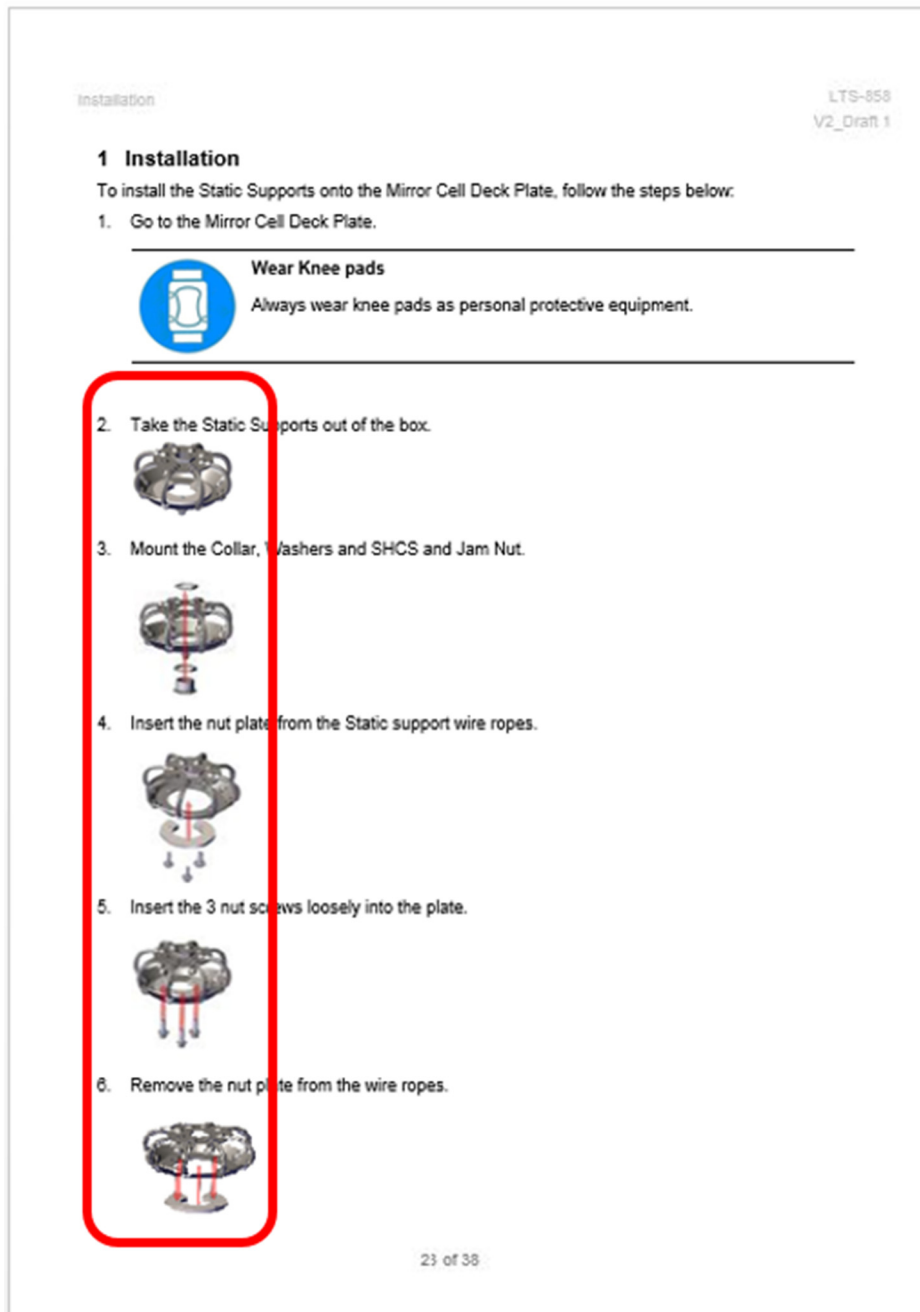 Installation
LTS-858
V2_Draft 1
1 Installation
To install the Static Supports onto the Mirror Cell Deck Plate, follow the steps below:
1. Go to the Mirror Cell Deck Plate.
Wear Knee pads
Always wear knee pads as personal protective equipment.
2. Take the Static Supports out of the box.
3. Mount the Collar, Washers and SHCS and Jam Nut.
4. Insert the nut plate from the Static support wire ropes.
5. Insert the 3 nut screws loosely into the plate.
6. Remove the nut plate from the wire ropes.
23 of 38